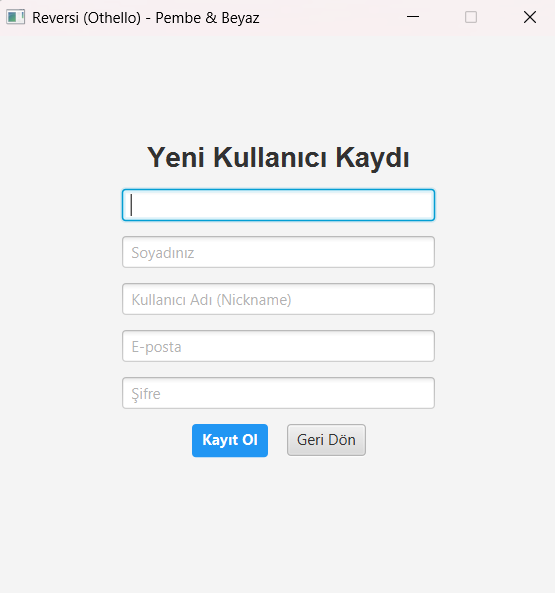 Reversi (Othello) - Pembe & Beyaz
Yeni Kullanıcı Kaydı
Soyadınız
Kullanıcı Adı (Nickname)
E-posta
Şifre
Kayıt Ol Geri Dön